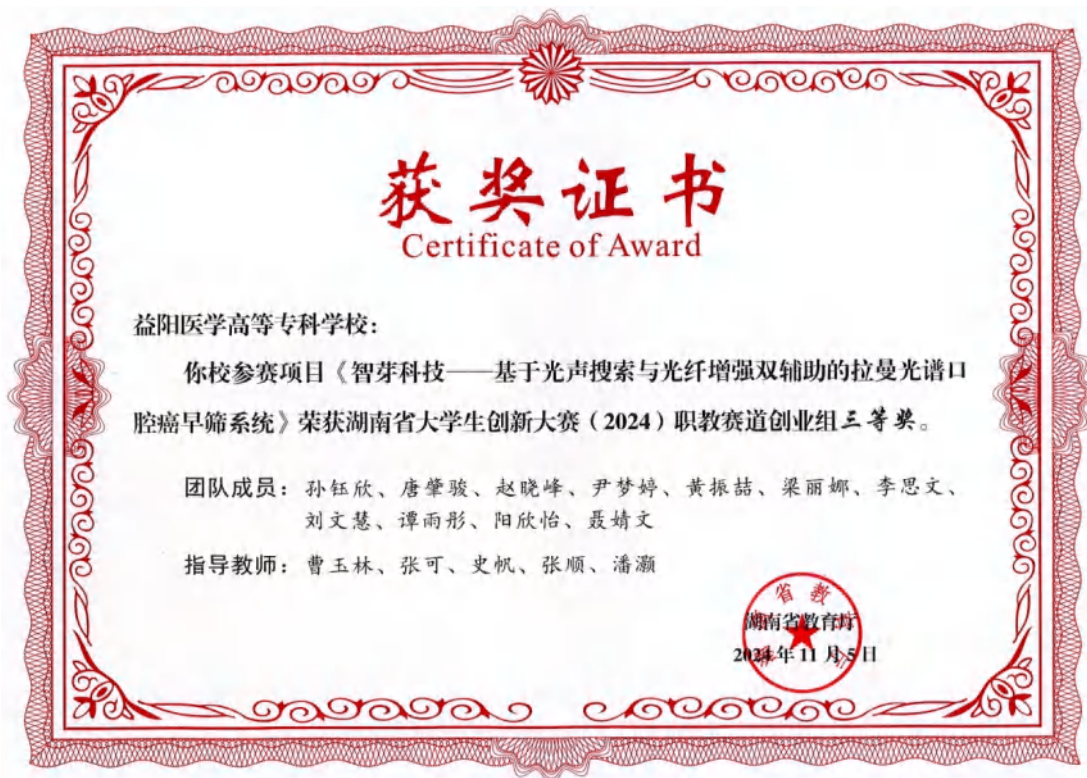 获奖证书
Certificate of Award
益阳医学高等专科学校：
你校参赛项目《智芽科技——基于光声搜索与光纤增强双辅助的拉曼光谱口
腔癌早筛系统》荣获湖南省大学生创新大赛（2024）职教赛道创业组三等奖。
团队成员：孙钰欣、唐肇骏、赵晓峰、尹梦婷、黄振喆、梁丽娜、李思文、
刘文慧、谭雨彤、阳欣怡、聂婧文
指导教师：曹玉林、张可、史帆、张顺、潘灏
湖南省教育厅
2024年11月5日